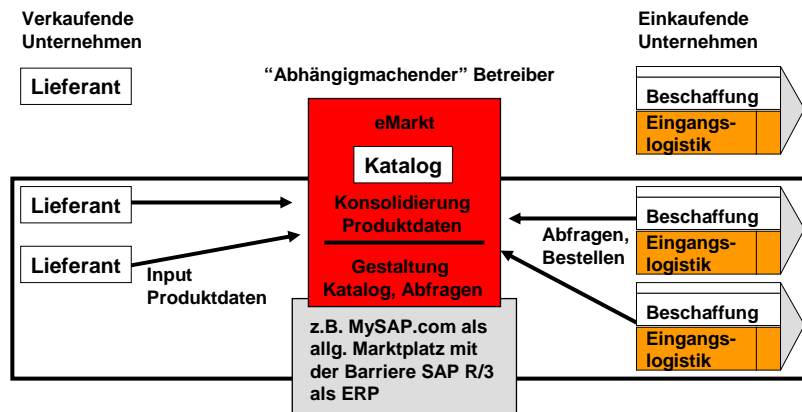 Verkaufende
Unternehmen
Lieferant
Lieferant
Lieferant
Input
Produktdaten
“Abhängigmachender” Betreiber
eMarkt
Katalog
Konsolidierung
Produktdaten
Gestaltung
Katalog, Abfragen
z.B. MySAP.com als
allg. Marktplatz mit
der Barriere SAP R/3
als ERP
Abfragen,
Bestellen
Einkaufende
Unternehmen
Beschaffung
Eingangs-
logistik
Beschaffung
Eingangs-
logistik
Beschaffung
Eingangs-
logistik